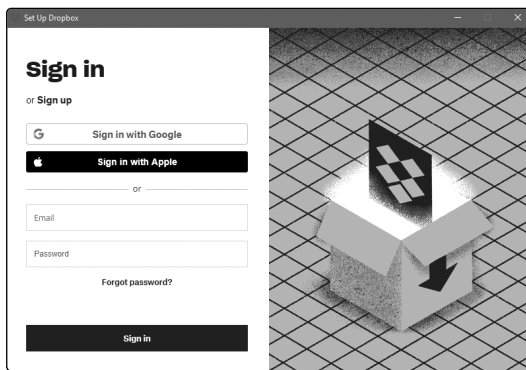 Set Up Dropbox
Sign in
or Sign up
Sign in with Google
Sign in with Apple
or
Email
Password
Forgot password?
Sign in